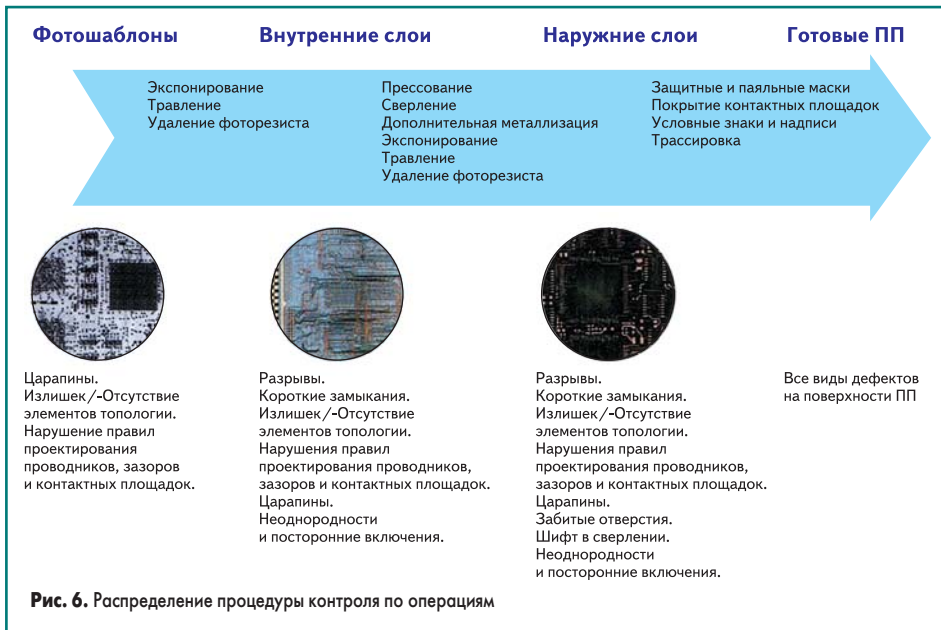 Фотошаблоны
Внутренние слои
Наружние слои
Готовые ПП
Экспонирование
Травление
Удаление фоторезиста
Прессование
Сверление
Дополнительная металлизация
Экспонирование
Травление
Удаление фоторезиста
Защитные и паяльные маски
Покрытие контактных площадок
Условные знаки и надписи
Трассировка
Царапины.
Излишек/-Отсутствие
элементов топологии.
Нарушение правил
проектирования
проводников, зазоров
и контактных площадок.
Разрывы.
Короткие замыкания.
Излишек/-Отсутствие
элементов топологии.
Нарушения правил
проектирования проводников,
зазоров и контактных площадок.
Царапины.
Неоднородности
и посторонние включения.
Разрывы.
Короткие замыкания.
Излишек/-Отсутствие
элементов топологии.
Нарушения правил
проектирования проводников,
зазоров и контактных площадок.
Царапины.
Забитые отверстия.
Шифт в сверлении.
Неоднородности
и посторонние включения.
Все виды дефектов
на поверхности ПП
Рис. 6. Распределение процедуры контроля по операциям